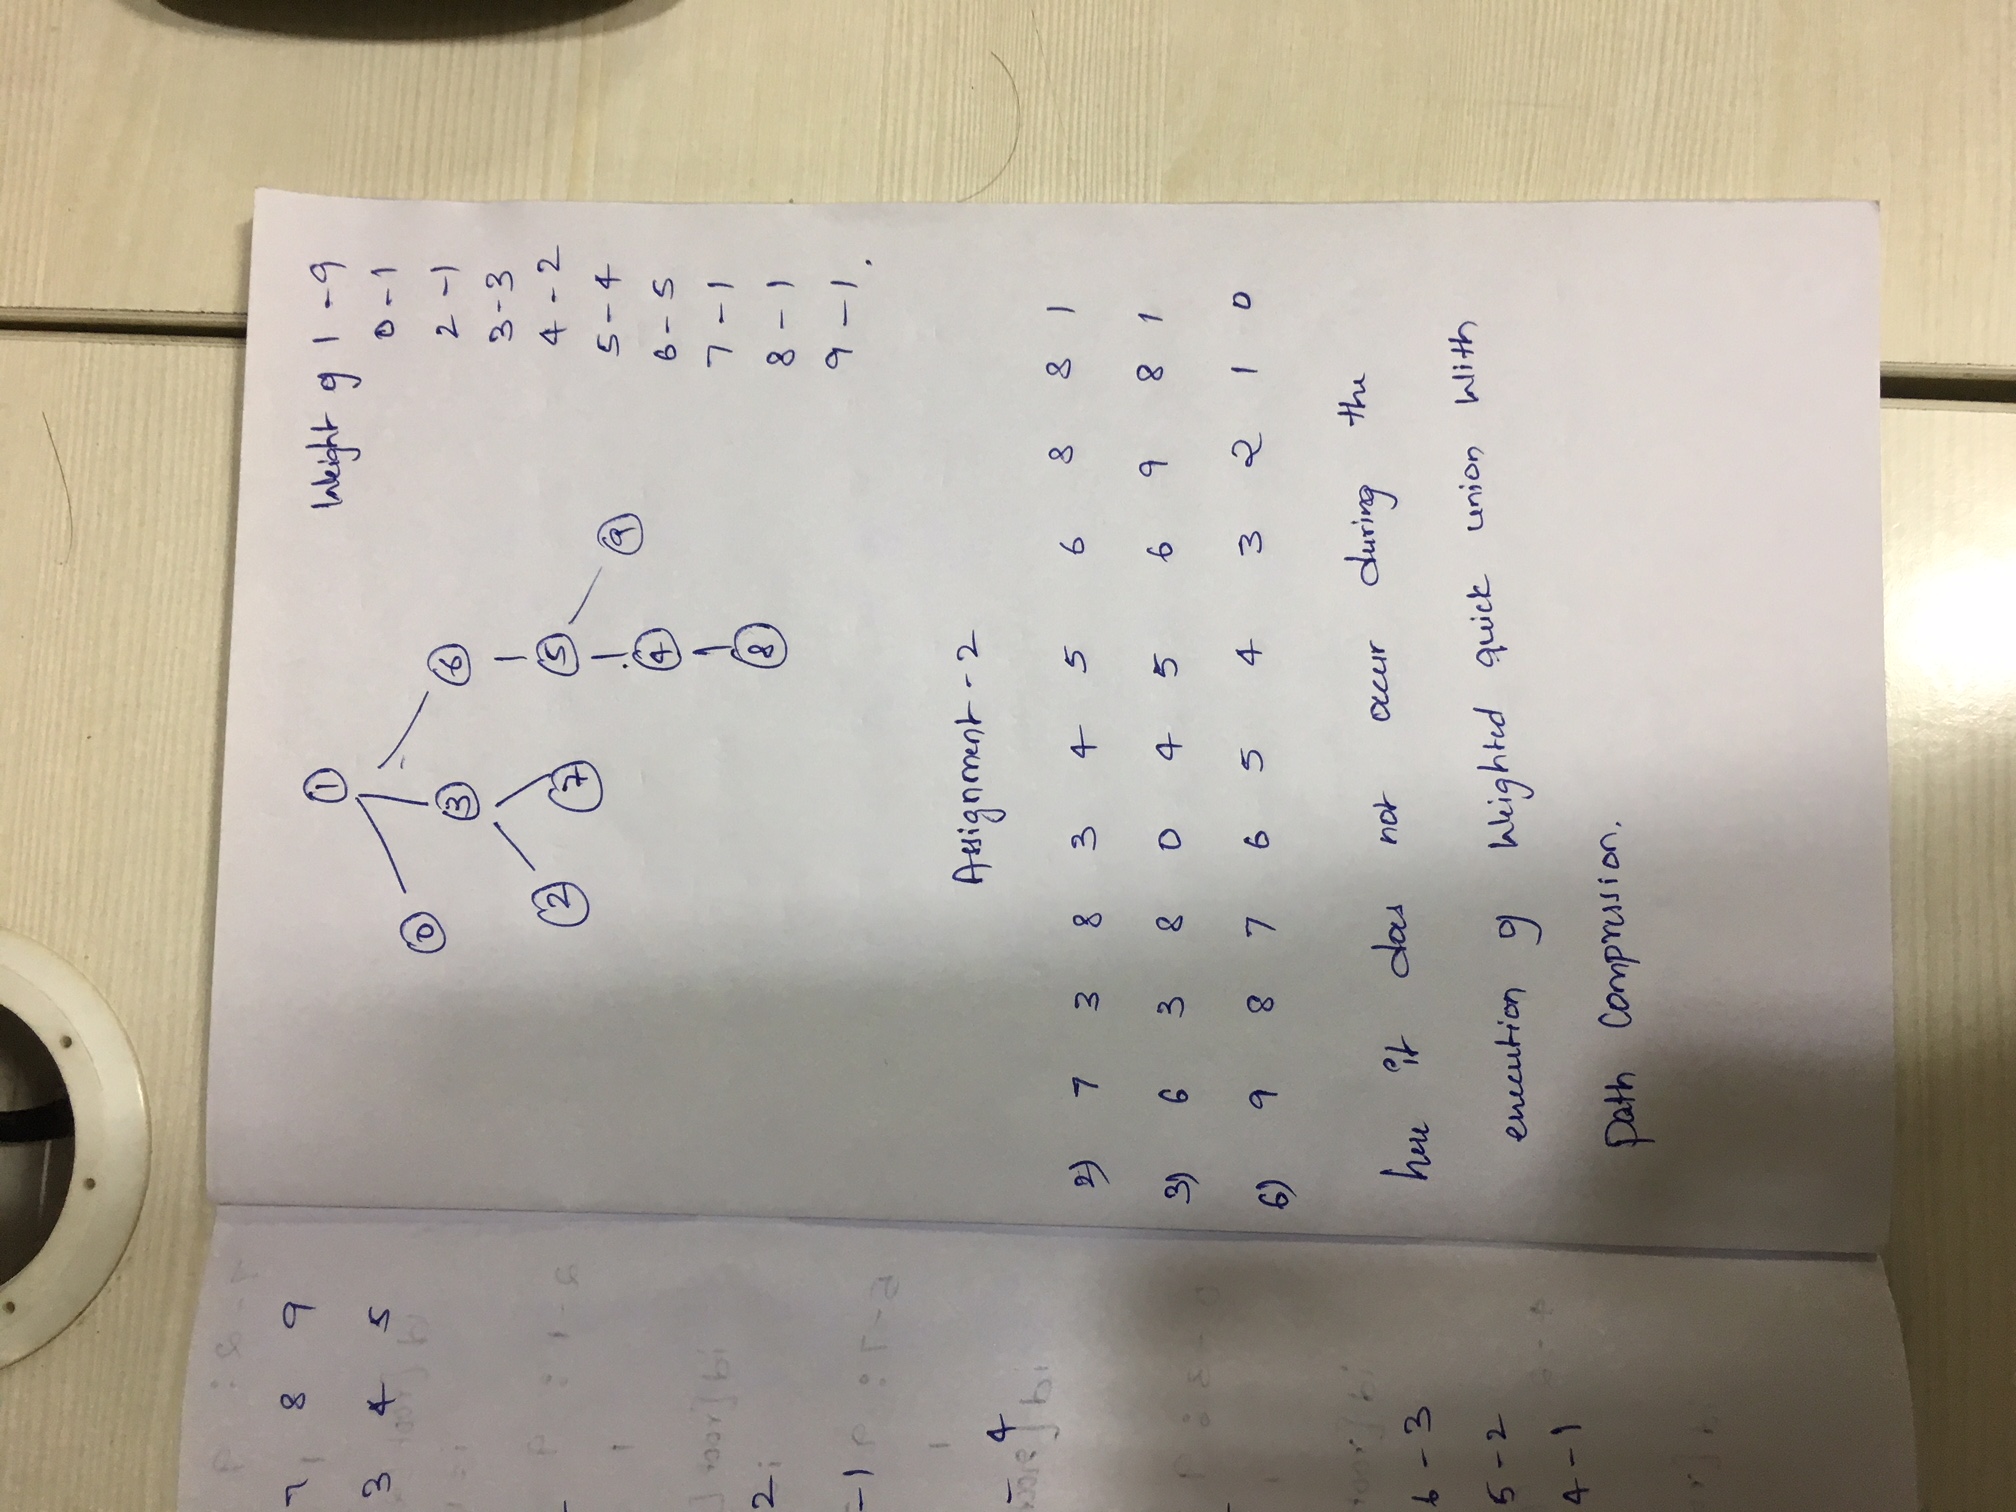 7 8 9
3 4 5
2
-1
- 4
6-3
5-2
4-1
1
0 3 6
2 7 5
9
4
8
Weight of 1-9
0-1
2-1
3-3
4-2
5-4
6-5
7-1
8-1
9-1.
Assignment-2
2) 7 3 8 3 4 5 6 8 8 1
3) 6 3 8 0 4 5 6 9 8 1
6) 9 8 7 6 5 4 3 2 1 0
here it does not occur during the
execution of Weighted quick union With
Path Compression.